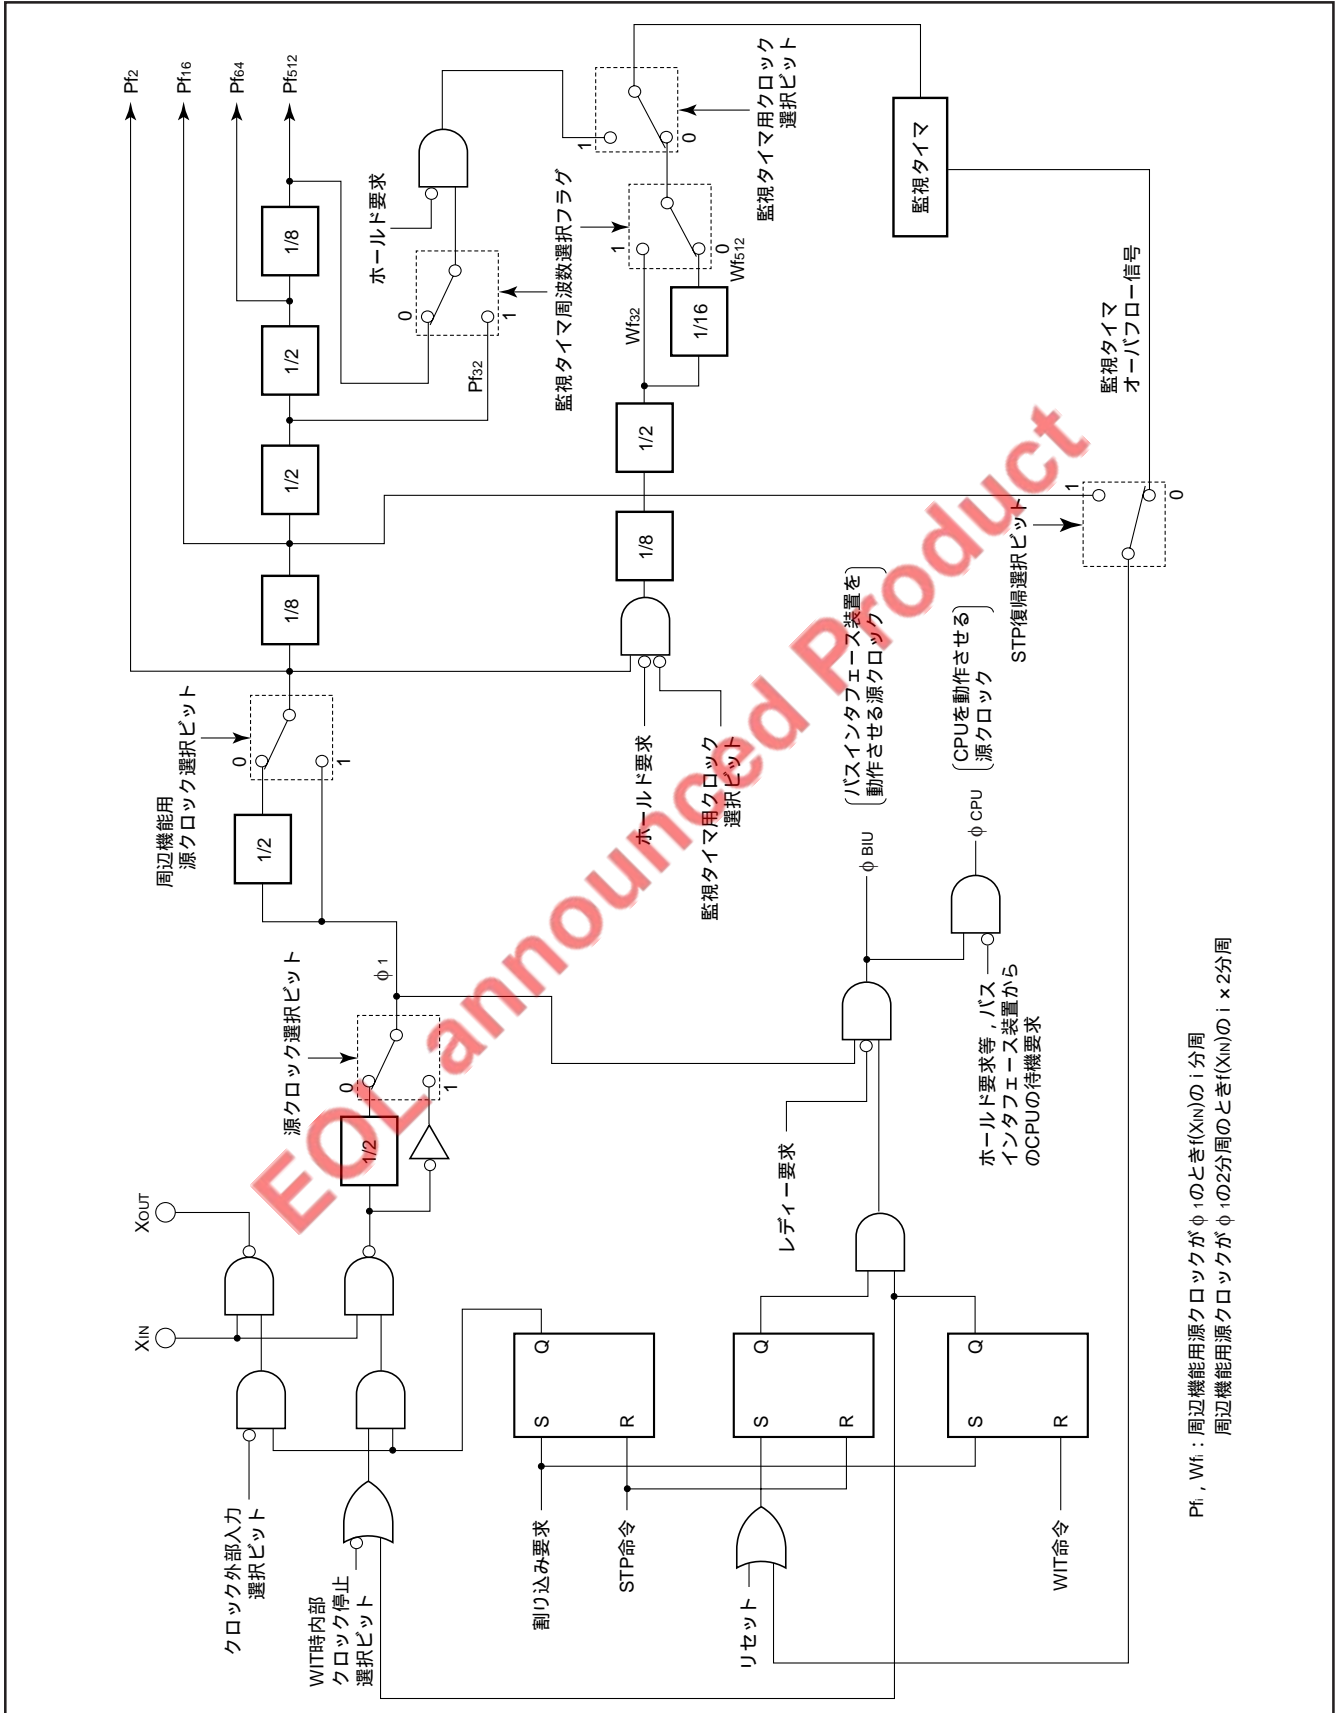 Pf2
Pf16
Pf64
Pf512
1/8
1/2
1/2
1/8
ホールド要求
0
1
Pf32
監視タイマ周波数選択フラグ
監視タイマ用クロック
選択ビット
1
0
1
0
Wf512
Wf32
1/16
1/2
1/8
監視タイマ
監視タイマ
オーバフロー信号
STP復帰選択ビット
1
0
周辺機能用
源クロック選択ビット
0
1
1/2
ホールド要求
監視タイマ用クロック
選択ビット
バスインタフェース装置を
動作させる源クロック
φ BIU
CPUを動作させる
源クロック
φ CPU
源クロック選択ビット
φ 1
0
1
1/2
XOUT
XIN
レディー要求
ホールド要求等，バス
インタフェース装置から
のCPUの待機要求
Q
S
R
Q
S
R
Q
S
R
クロック外部入力
選択ビット
WIT時内部
クロック停止
選択ビット
割り込み要求
STP命令
リセット
WIT命令
Pfi，Wfi：周辺機能用源クロックがφ 1のときf(XIN)のi分周
周辺機能用源クロックがφ 1の2分周のときf(XIN)のi × 2分周
EOL announced Product